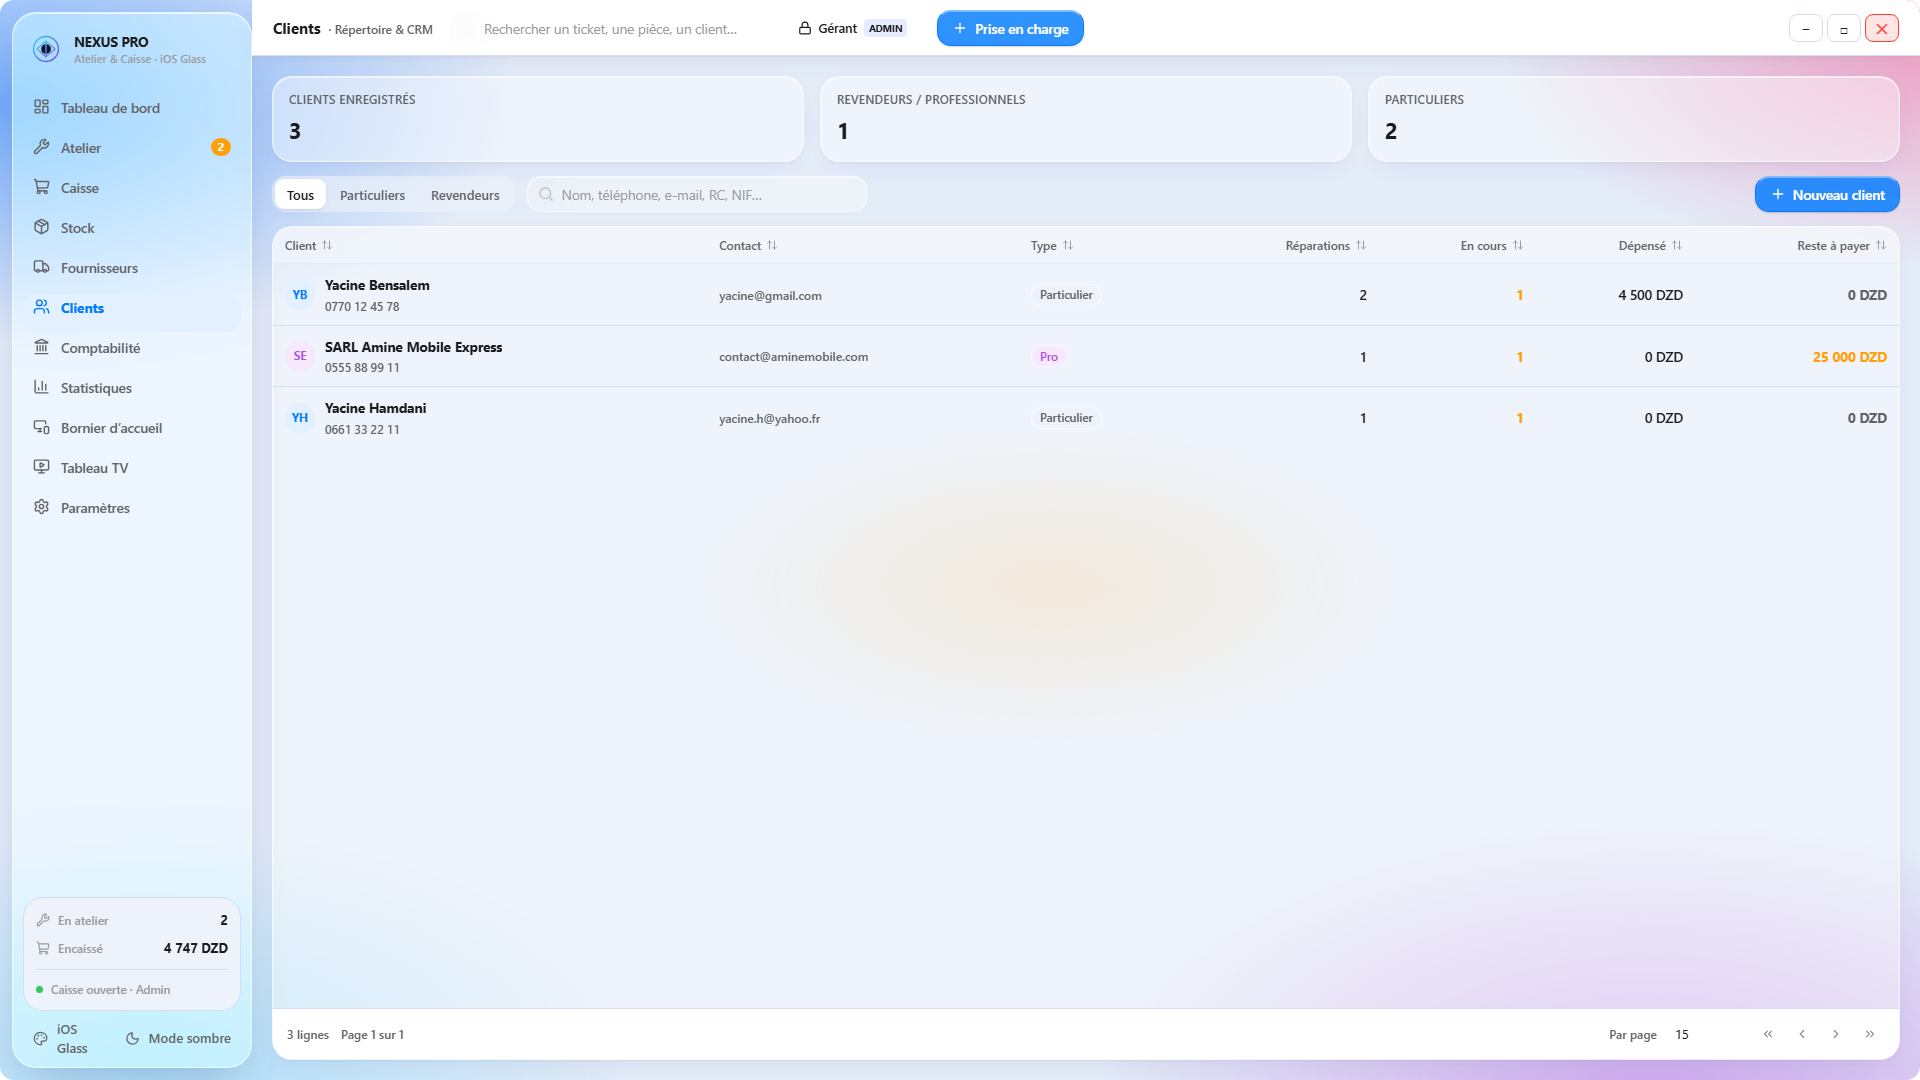 NEXUS PRO
Atelier & Caisse · iOS Glass
Tableau de bord
Atelier 2
Caisse
Stock
Fournisseurs
Clients
Comptabilité
Statistiques
Bornier d’accueil
Tableau TV
Paramètres
En atelier 2
Encaissé 4 747 DZD
Caisse ouverte · Admin
iOS Glass
Mode sombre
Clients · Répertoire & CRM
Rechercher un ticket, une pièce, un client...
Gérant ADMIN
Prise en charge
CLIENTS ENREGISTRÉS
3
REVENDEURS / PROFESSIONNELS
1
PARTICULIERS
2
Tous Particuliers Revendeurs
Nom, téléphone, e-mail, RC, NIF...
Nouveau client
Client Contact Type Réparations En cours Dépensé Reste à payer
YB Yacine Bensalem 0770 12 45 78 yacine@gmail.com Particulier 2 1 4 500 DZD 0 DZD
SE SARL Amine Mobile Express 0555 88 99 11 contact@aminemobile.com Pro 1 1 0 DZD 25 000 DZD
YH Yacine Hamdani 0661 33 22 11 yacine.h@yahoo.fr Particulier 1 1 0 DZD 0 DZD
3 lignes Page 1 sur 1
Par page 15